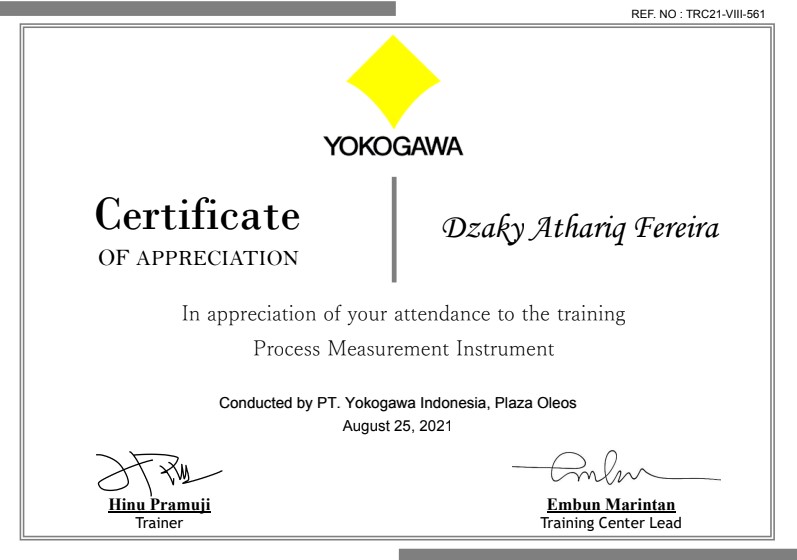 REF. NO : TRC21-VIII-561
YOKOGAWA
Certificate
OF APPRECIATION
Dzaky Athariq Fereira
In appreciation of your attendance to the training
Process Measurement Instrument
Conducted by PT. Yokogawa Indonesia, Plaza Oleos
August 25, 2021
Hinu Pramuji
Trainer
Embun Marintan
Training Center Lead